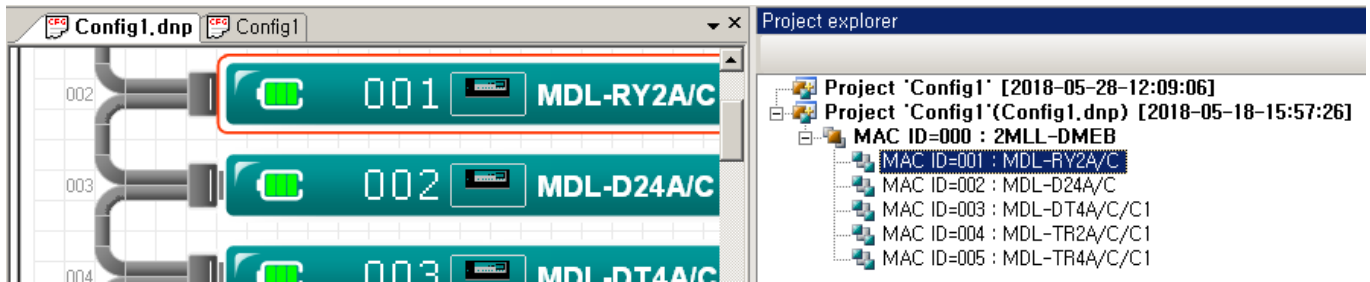 Config1.dnp Config1
002 001 MDL-RY2A/C
003 002 MDL-D24A/C
004 003 MDL-DT4A/C
Project explorer
Project 'Config1' [2018-05-28-12:09:06]
Project 'Config1'(Config1.dnp) [2018-05-18-15:57:26]
MAC ID=000 : 2MLL-DMEB
MAC ID=001 : MDL-RY2A/C
MAC ID=002 : MDL-D24A/C
MAC ID=003 : MDL-DT4A/C/C1
MAC ID=004 : MDL-TR2A/C/C1
MAC ID=005 : MDL-TR4A/C/C1